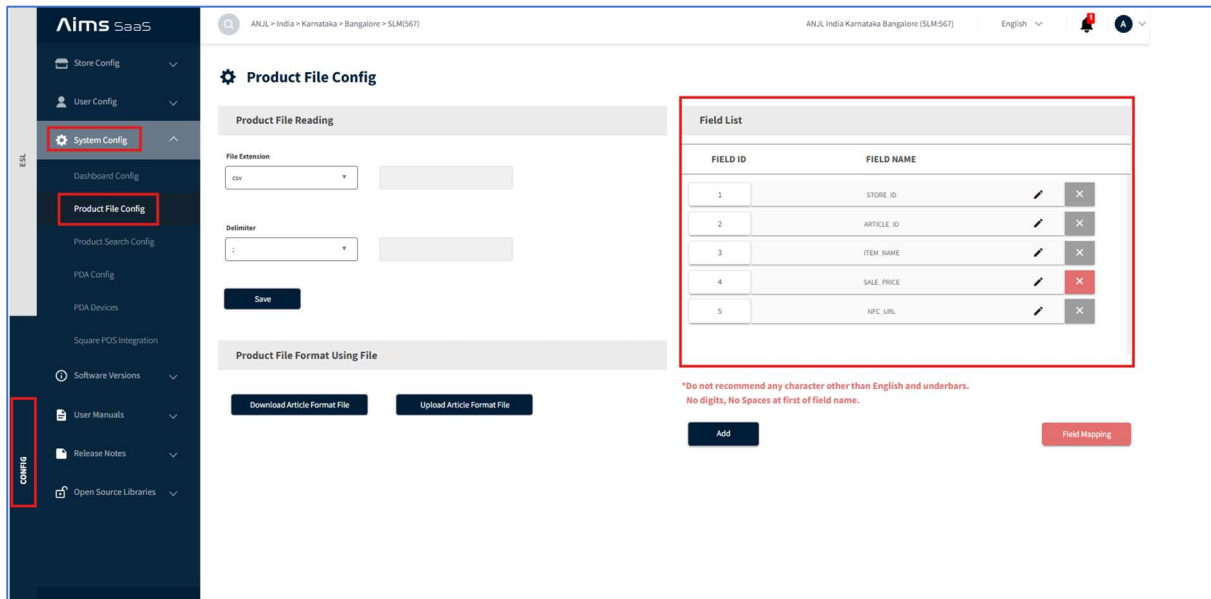 Aims SaaS
ANJL > India > Karnataka > Bangalore > SLM(567)
ANJL India Karnataka Bangalore (SLM:567)
English
1
A
ESL
CONFIG
Store Config
User Config
System Config
Dashboard Config
Product File Config
Product Search Config
PDA Config
PDA Devices
Square POS Integration
Software Versions
User Manuals
Release Notes
Open Source Libraries
Product File Config
Product File Reading
File Extension
csv
Delimiter
;
Save
Product File Format Using File
Download Article Format File
Upload Article Format File
Field List
FIELD ID FIELD NAME
1 STORE_ID
2 ARTICLE_ID
3 ITEM_NAME
4 SALE_PRICE
5 NFC_URL
*Do not recommend any character other than English and underbars.
No digits, No Spaces at first of field name.
Add
Field Mapping